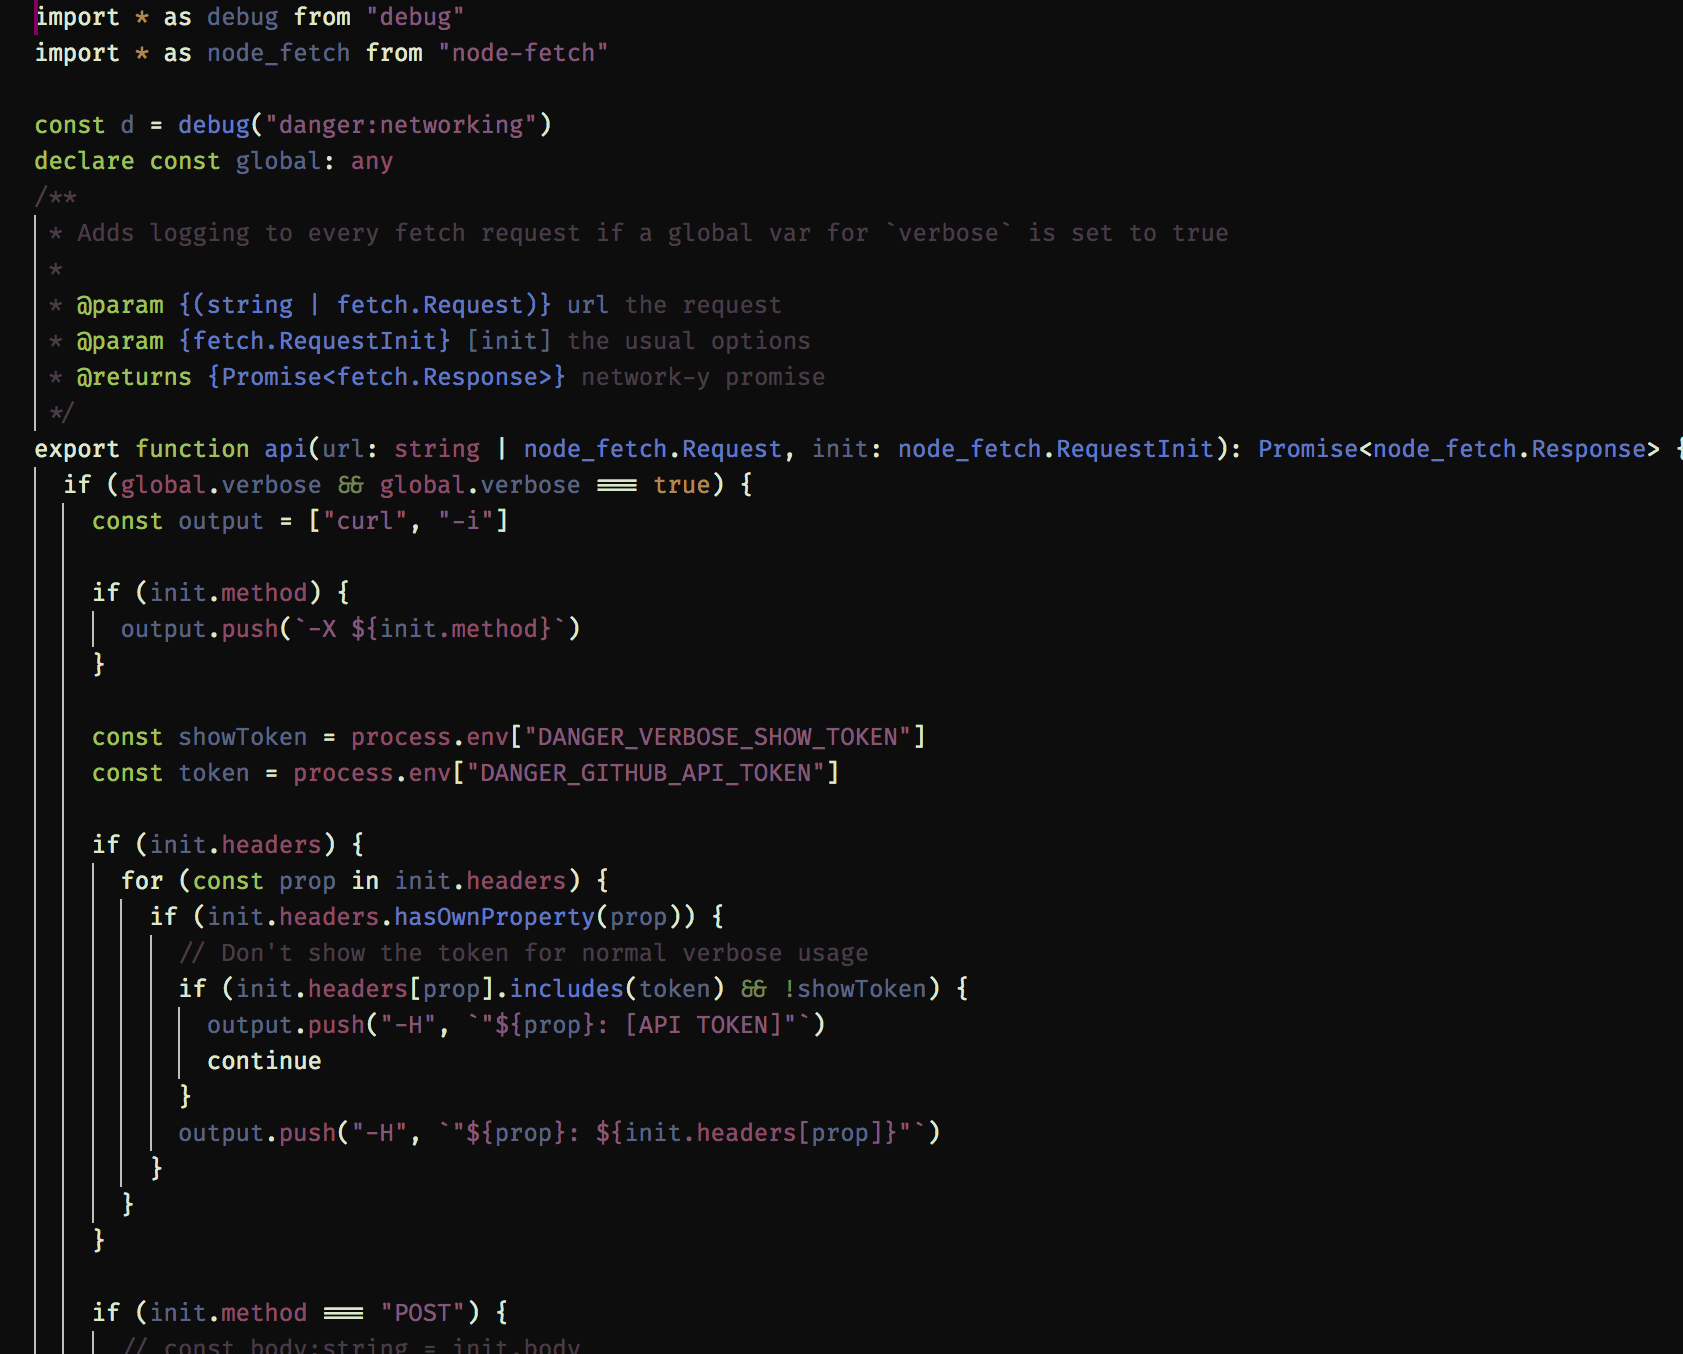 import * as debug from "debug"
import * as node_fetch from "node-fetch"

const d = debug("danger:networking")
declare const global: any
/**
 * Adds logging to every fetch request if a global var for `verbose` is set to true
 *
 * @param {(string | fetch.Request)} url the request
 * @param {fetch.RequestInit} [init] the usual options
 * @returns {Promise<fetch.Response>} network-y promise
 */
export function api(url: string | node_fetch.Request, init: node_fetch.RequestInit): Promise<node_fetch.Response> {
  if (global.verbose && global.verbose === true) {
    const output = ["curl", "-i"]

    if (init.method) {
      output.push(`-X ${init.method}`)
    }

    const showToken = process.env["DANGER_VERBOSE_SHOW_TOKEN"]
    const token = process.env["DANGER_GITHUB_API_TOKEN"]

    if (init.headers) {
      for (const prop in init.headers) {
        if (init.headers.hasOwnProperty(prop)) {
          // Don't show the token for normal verbose usage
          if (init.headers[prop].includes(token) && !showToken) {
            output.push("-H", `"${prop}: [API TOKEN]"`)
            continue
          }
          output.push("-H", `"${prop}: ${init.headers[prop]}"`)
        }
      }
    }

    if (init.method === "POST") {
      // const body:string = init.body